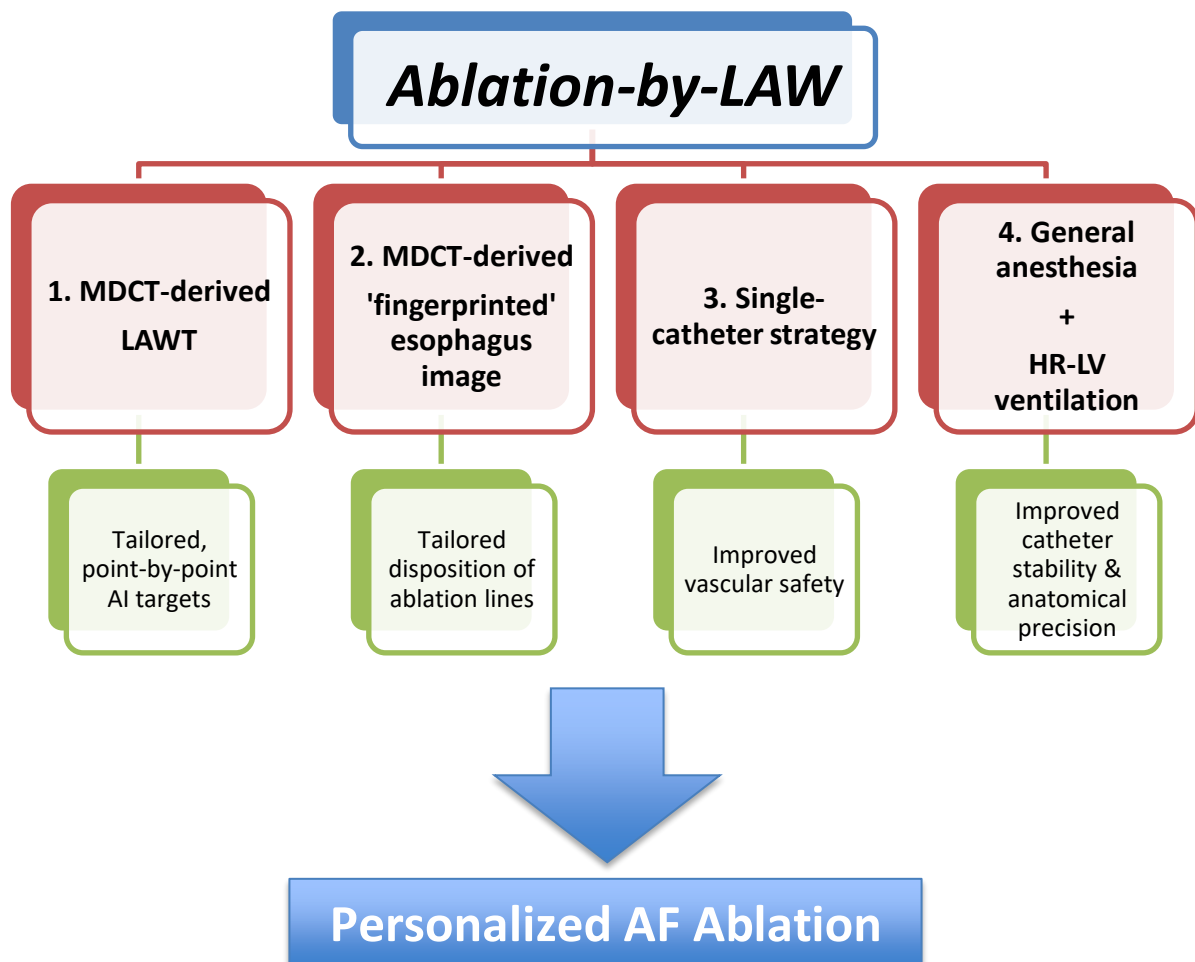 Ablation-by-LAW
1. MDCT-derived
LAWT
2. MDCT-derived
'fingerprinted'
esophagus
image
3. Single-
catheter strategy
4. General
anesthesia
+
HR-LV
ventilation
Tailored,
point-by-point
AI targets
Tailored
disposition of
ablation lines
Improved
vascular safety
Improved
catheter
stability &
anatomical
precision
Personalized AF Ablation